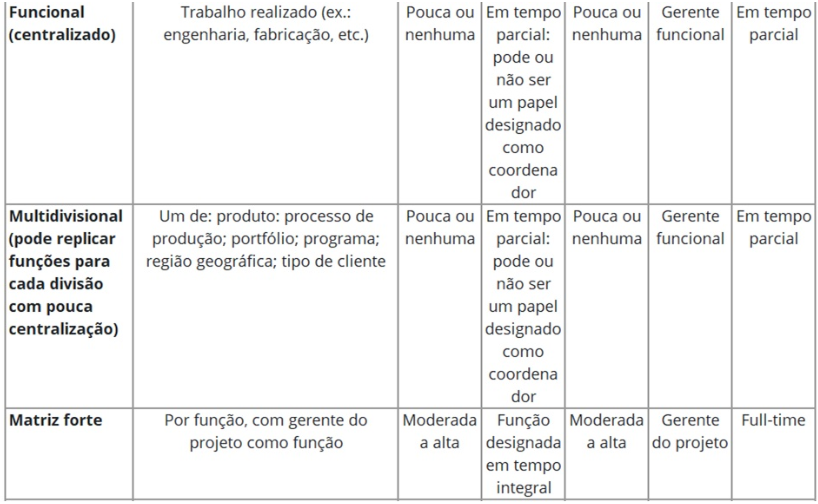 Funcional
(centralizado)
Trabalho realizado (ex.:
engenharia, fabricação, etc.)
Pouca ou
nenhuma
Em tempo
parcial:
pode ou
não ser
um papel
designado
como
coordena
dor
Pouca ou
nenhuma
Gerente
funcional
Em tempo
parcial
Multidivisional
(pode replicar
funções para
cada divisão
com pouca
centralização)
Um de: produto: processo de
produção; portfólio; programa;
região geográfica; tipo de cliente
Pouca ou
nenhuma
Em tempo
parcial:
pode ou
não ser
um papel
designado
como
coordena
dor
Pouca ou
nenhuma
Gerente
funcional
Em tempo
parcial
Matriz forte
Por função, com gerente do
projeto como função
Moderada
a alta
Função
designada
em tempo
integral
Moderada
a alta
Gerente
do projeto
Full-time